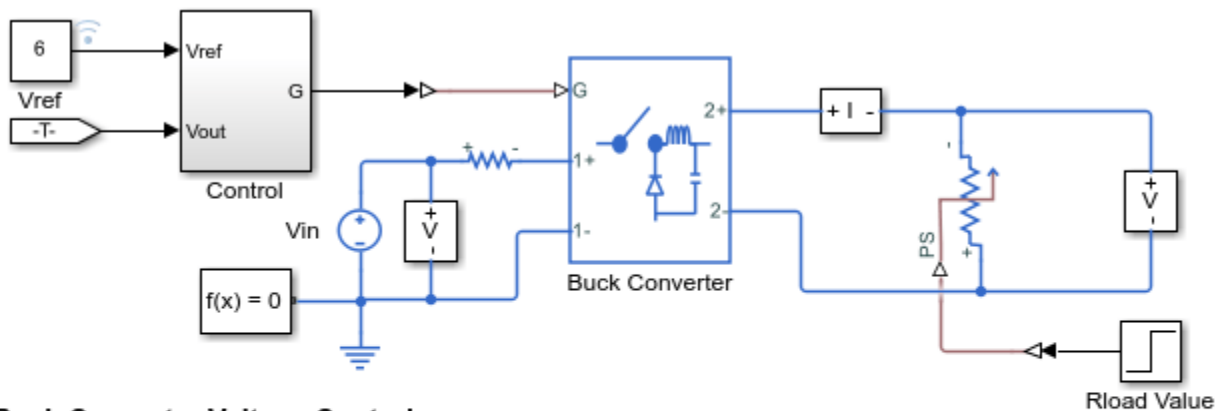 6
Vref
-T-
Vref
Vout
G
Control
G
1+
1-
2+
2-
Buck Converter
+ -
Vin
+
-
+
V
-
f(x) = 0
+ I -
-
+
PS
+
V
-
Rload Value